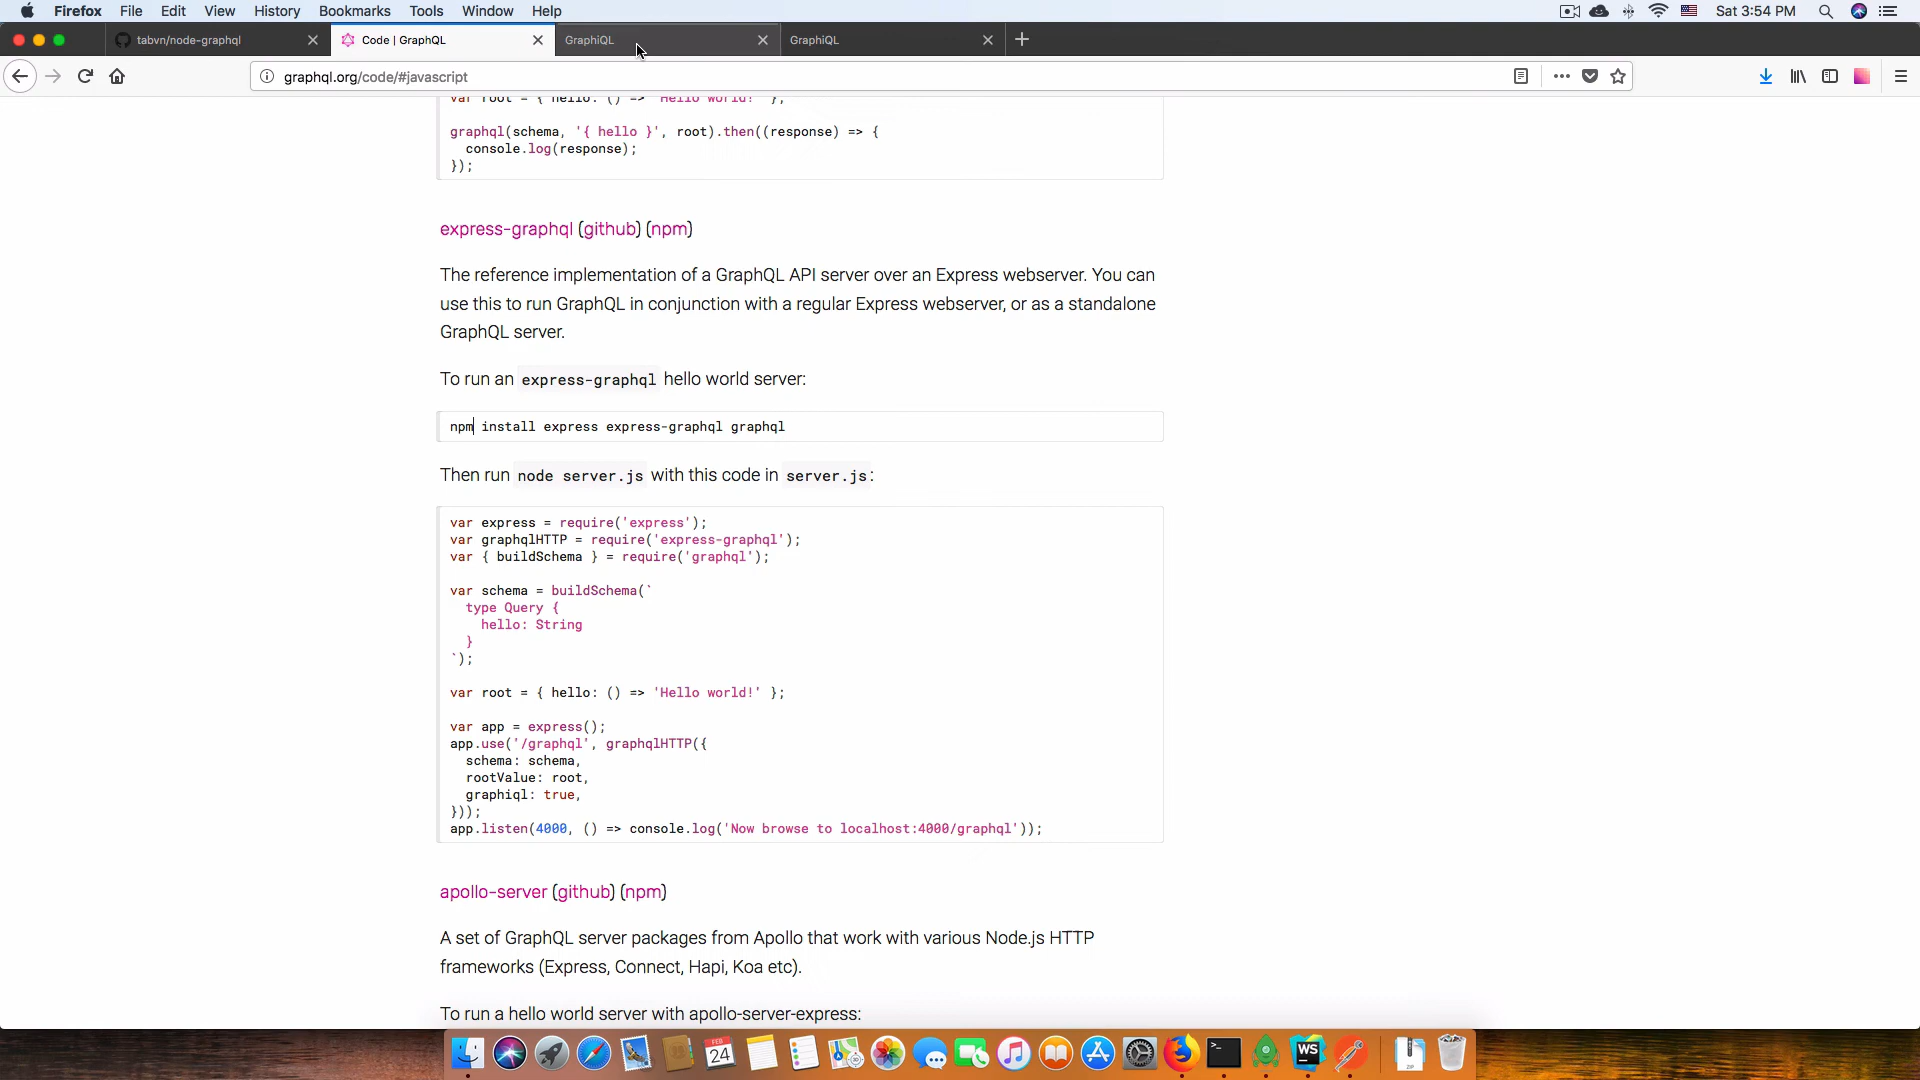 Firefox File Edit View History Bookmarks Tools Window Help Sat 3:54 PM
tabvn/node-graphql Code | GraphQL GraphiQL GraphiQL
graphql.org/code/#javascript
var root = { hello: () => 'Hello world!' };
graphql(schema, '{ hello }', root).then((response) => {
console.log(response);
});
express-graphql (github) (npm)
The reference implementation of a GraphQL API server over an Express webserver. You can
use this to run GraphQL in conjunction with a regular Express webserver, or as a standalone
GraphQL server.
To run an express-graphql hello world server:
npm install express express-graphql graphql
Then run node server.js with this code in server.js:
var express = require('express');
var graphqlHTTP = require('express-graphql');
var { buildSchema } = require('graphql');
var schema = buildSchema(`
type Query {
hello: String
}
`);
var root = { hello: () => 'Hello world!' };
var app = express();
app.use('/graphql', graphqlHTTP({
schema: schema,
rootValue: root,
graphiql: true,
}));
app.listen(4000, () => console.log('Now browse to localhost:4000/graphql'));
apollo-server (github) (npm)
A set of GraphQL server packages from Apollo that work with various Node.js HTTP
frameworks (Express, Connect, Hapi, Koa etc).
To run a hello world server with apollo-server-express:
FEB
24
WS
ZIP